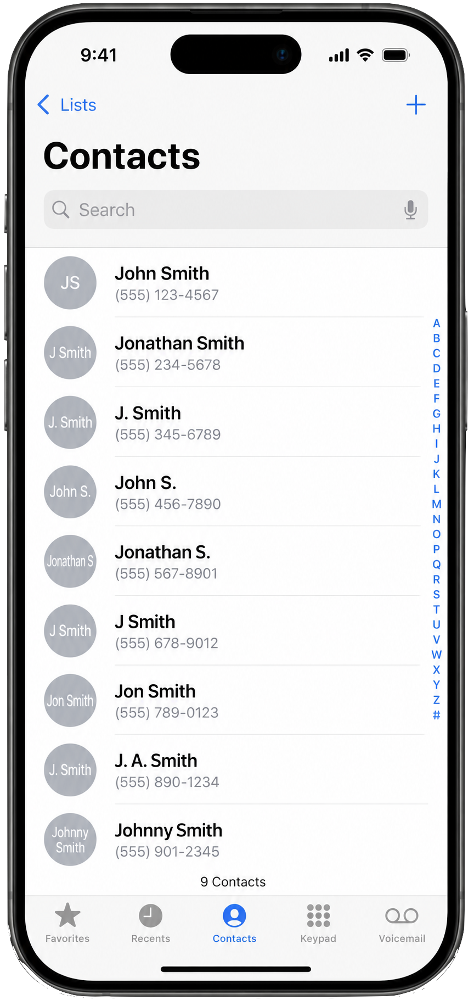 9:41
Lists
Contacts
Search
JS
John Smith
(555) 123-4567
J Smith
Jonathan Smith
(555) 234-5678
J. Smith
J. Smith
(555) 345-6789
John S.
John S.
(555) 456-7890
Jonathan S
Jonathan S.
(555) 567-8901
J Smith
J Smith
(555) 678-9012
Jon Smith
Jon Smith
(555) 789-0123
J. Smith
J. A. Smith
(555) 890-1234
Johnny
Smith
Johnny Smith
(555) 901-2345
A
B
C
D
E
F
G
H
I
J
K
L
M
N
O
P
Q
R
S
T
U
V
W
X
Y
Z
#
9 Contacts
Favorites
Recents
Contacts
Keypad
Voicemail